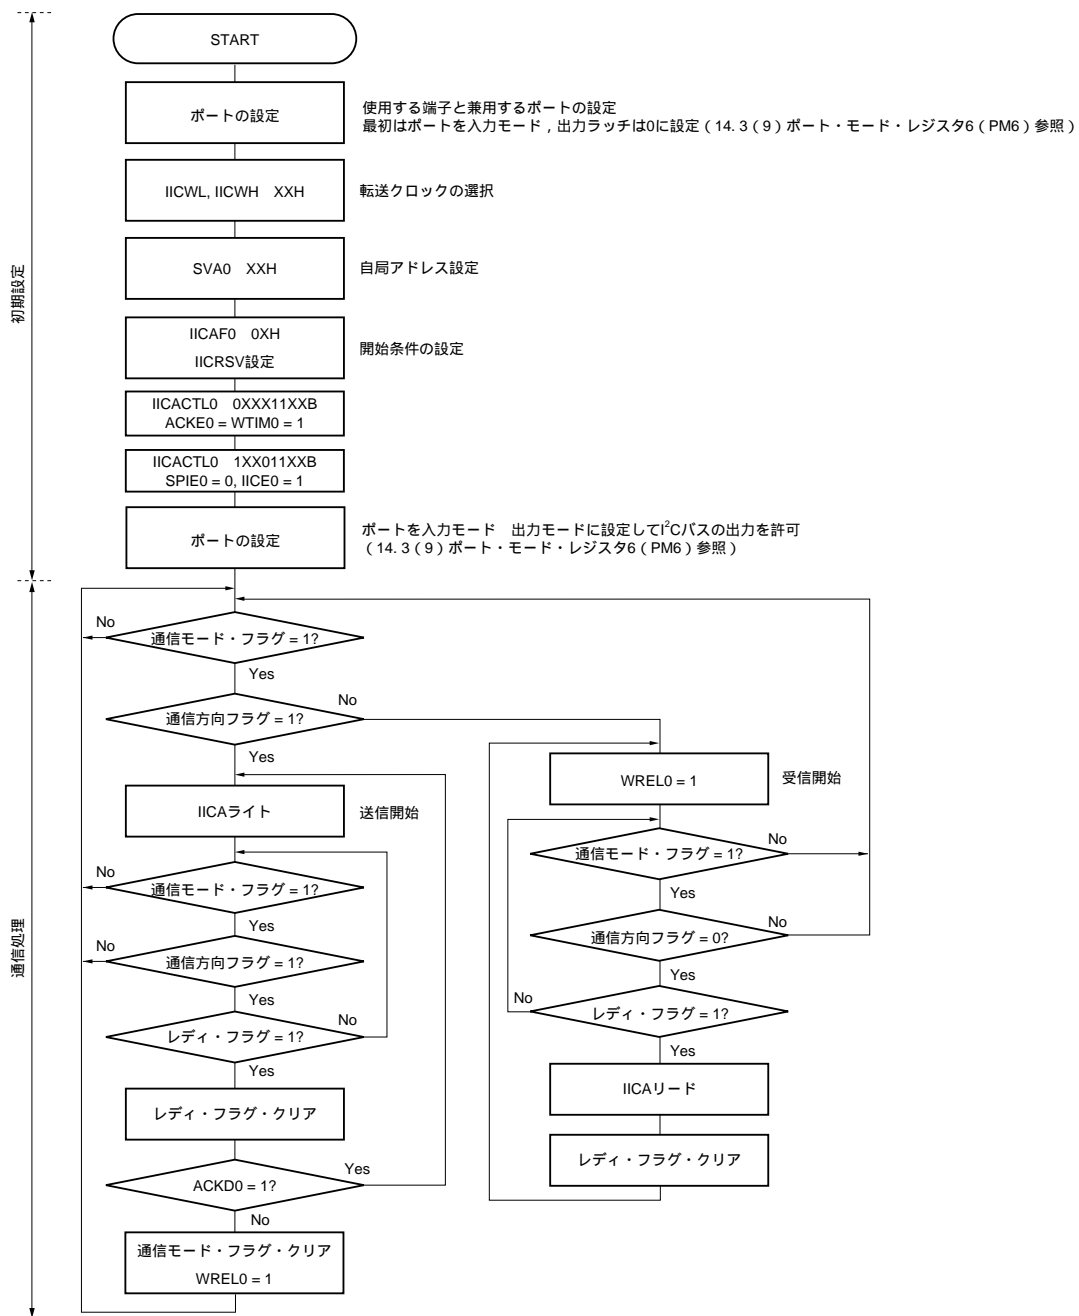 START
ポートの設定
使用する端子と兼用するポートの設定
最初はポートを入力モード，出力ラッチは0に設定（14.3（9）ポート・モード・レジスタ6（PM6）参照）
IICWL, IICWH XXH
転送クロックの選択
SVA0 XXH
自局アドレス設定
初期設定
IICAF0 0XH
IICRSV設定
開始条件の設定
IICACTL0 0XXX11XXB
ACKE0 = WTIM0 = 1
IICACTL0 1XX011XXB
SPIE0 = 0, IICE0 = 1
ポートの設定
ポートを入力モード 出力モードに設定してI²Cバスの出力を許可
（14.3（9）ポート・モード・レジスタ6（PM6）参照）
通信処理
No
通信モード・フラグ = 1?
Yes
No
通信方向フラグ = 1?
Yes
IICAライト
送信開始
No
通信モード・フラグ = 1?
Yes
No
通信方向フラグ = 1?
Yes
No
レディ・フラグ = 1?
Yes
レディ・フラグ・クリア
Yes
ACKD0 = 1?
No
通信モード・フラグ・クリア
WREL0 = 1
WREL0 = 1
受信開始
No
通信モード・フラグ = 1?
Yes
No
通信方向フラグ = 0?
Yes
No
レディ・フラグ = 1?
Yes
IICAリード
レディ・フラグ・クリア